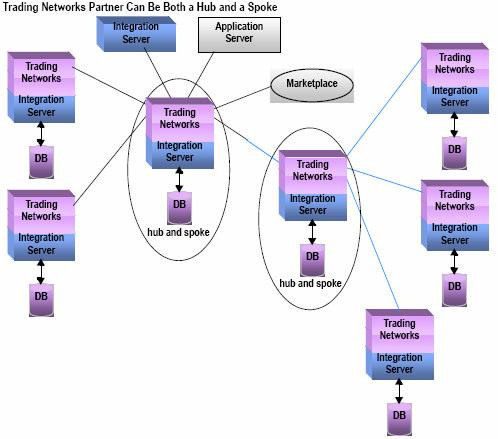 Trading Networks Partner Can Be Both a Hub and a Spoke
Integration
Server
Application
Server
Marketplace
Trading
Networks
Integration
Server
DB
Trading
Networks
Integration
Server
DB
hub and spoke
Trading
Networks
Integration
Server
DB
Trading
Networks
Integration
Server
DB
hub and spoke
Trading
Networks
Integration
Server
DB
Trading
Networks
Integration
Server
DB
Trading
Networks
Integration
Server
DB